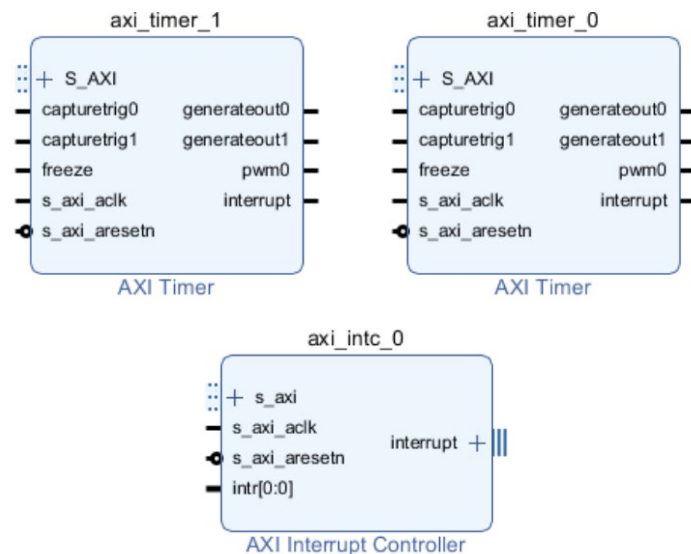 axi_timer_1
S_AXI
capturetrig0 generateout0
capturetrig1 generateout1
freeze pwm0
s_axi_aclk interrupt
s_axi_aresetn
AXI Timer
axi_timer_0
S_AXI
capturetrig0 generateout0
capturetrig1 generateout1
freeze pwm0
s_axi_aclk interrupt
s_axi_aresetn
AXI Timer
axi_intc_0
s_axi
s_axi_aclk
interrupt
s_axi_aresetn
intr[0:0]
AXI Interrupt Controller